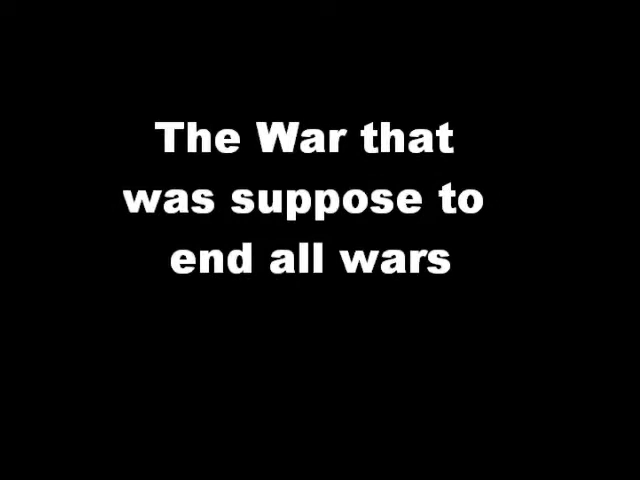 The War that
was suppose to
end all wars